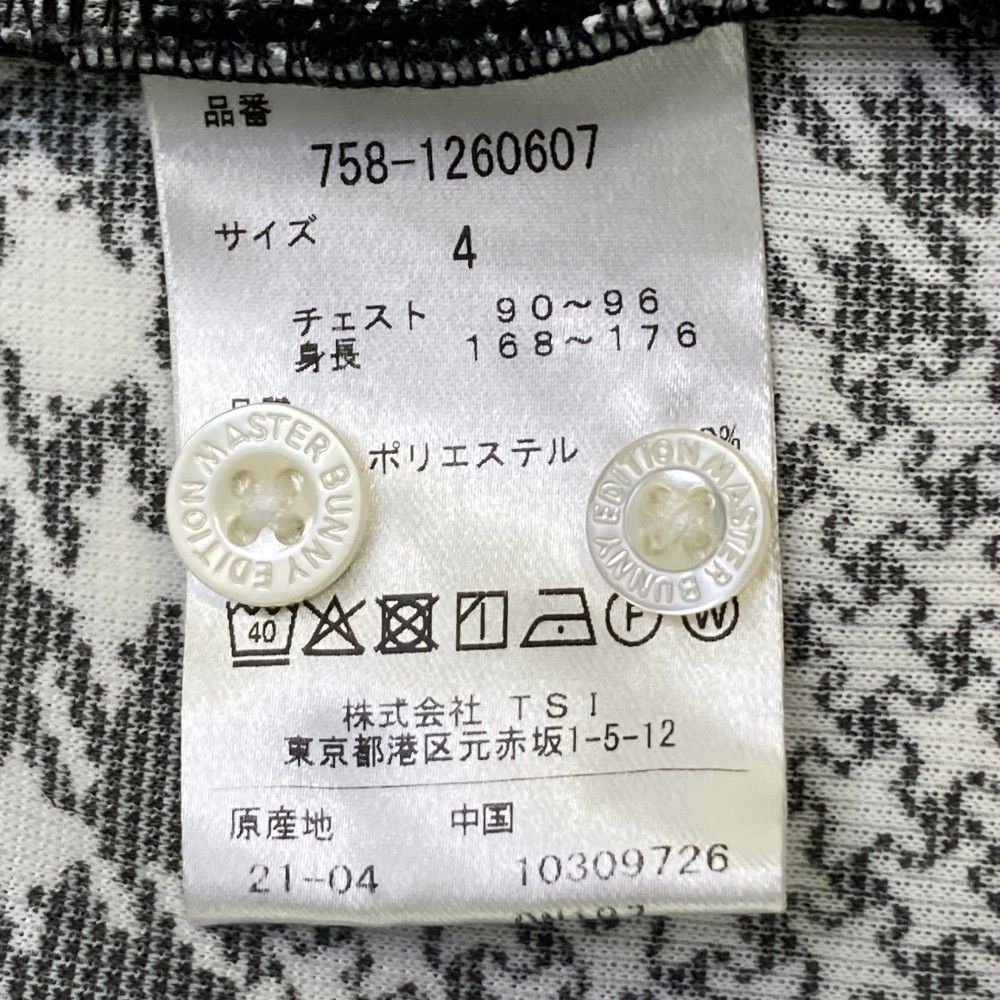 品番
758-1260607
サイズ 4
チェスト 90～96
身長 168～176
MASTER BUNNY EDITION
ポリエステル
EDITION MASTER BUNNY
40
F W
株式会社 TSI
東京都港区元赤坂1-5-12
原産地 中国
21-04 10309726